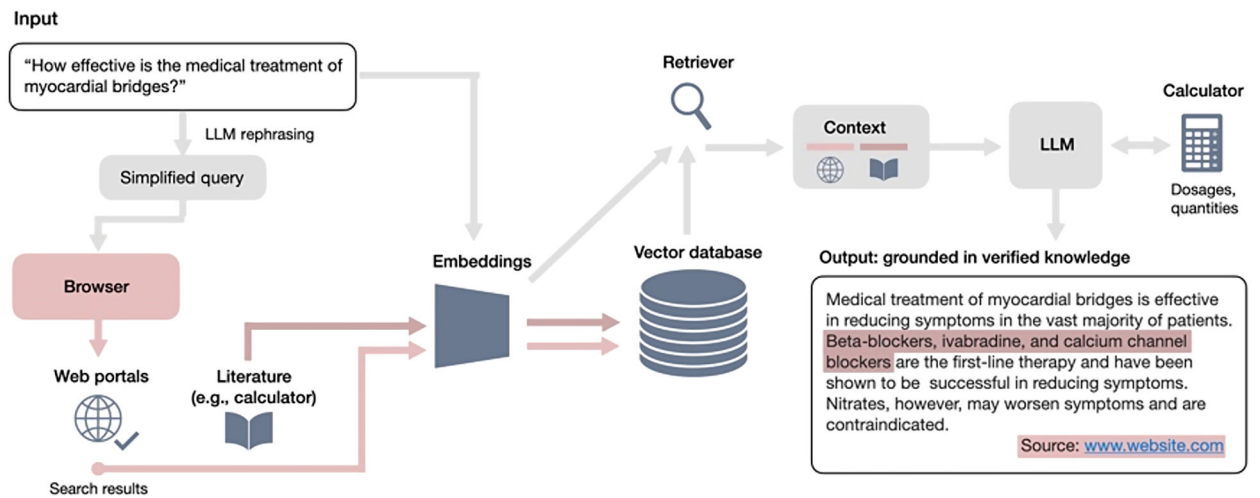 Input
“How effective is the medical treatment of
myocardial bridges?”
LLM rephrasing
Simplified query
Browser
Web portals
Search results
Literature
(e.g., calculator)
Embeddings
Vector database
Retriever
Context
LLM
Calculator
Dosages,
quantities
Output: grounded in verified knowledge
Medical treatment of myocardial bridges is effective
in reducing symptoms in the vast majority of patients.
Beta-blockers, ivabradine, and calcium channel
blockers are the first-line therapy and have been
shown to be successful in reducing symptoms.
Nitrates, however, may worsen symptoms and are
contraindicated.
Source: www.website.com